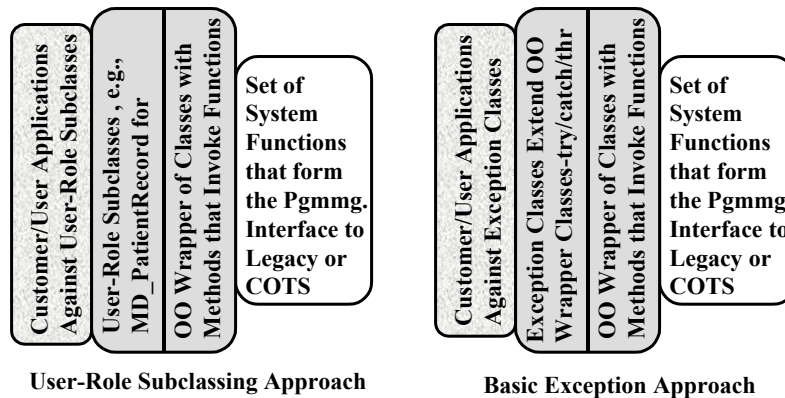 Customer/User Applications
Against User-Role Subclasses
User-Role Subclasses , e.g.,
MD_PatientRecord for
OO Wrapper of Classes with
Methods that Invoke Functions
Set of
System
Functions
that form
the Pgmmg.
Interface to
Legacy or
COTS
User-Role Subclassing Approach
Customer/User Applications
Against Exception Classes
Exception Classes Extend OO
Wrapper Classes-try/catch/thr
OO Wrapper of Classes with
Methods that Invoke Functions
Set of
System
Functions
that form
the Pgmmg
Interface to
Legacy or
COTS
Basic Exception Approach